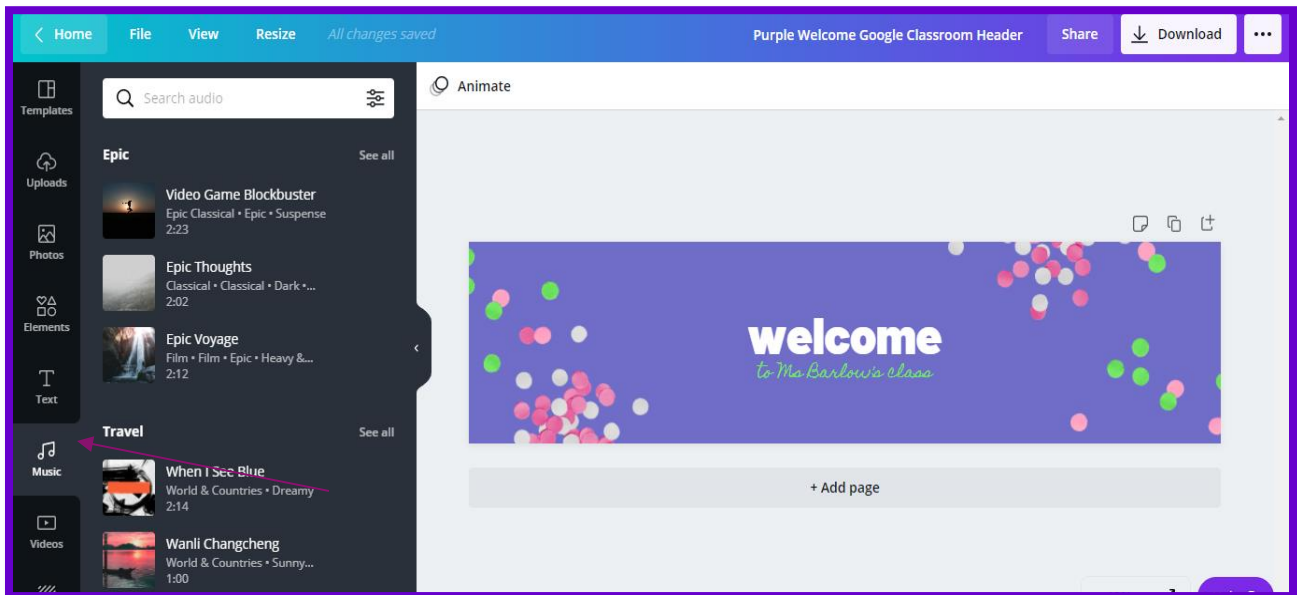 Home File View Resize All changes saved Purple Welcome Google Classroom Header Share Download
Templates
Uploads
Photos
Elements
Text
Music
Videos
Search audio
Epic See all
Video Game Blockbuster
Epic Classical • Epic • Suspense
2:23
Epic Thoughts
Classical • Classical • Dark •...
2:02
Epic Voyage
Film • Film • Epic • Heavy &...
2:12
Travel See all
When I See Blue
World & Countries • Dreamy
2:14
Wanli Changcheng
World & Countries • Sunny...
1:00
Animate
welcome
to Ms Barlow's class
+ Add page